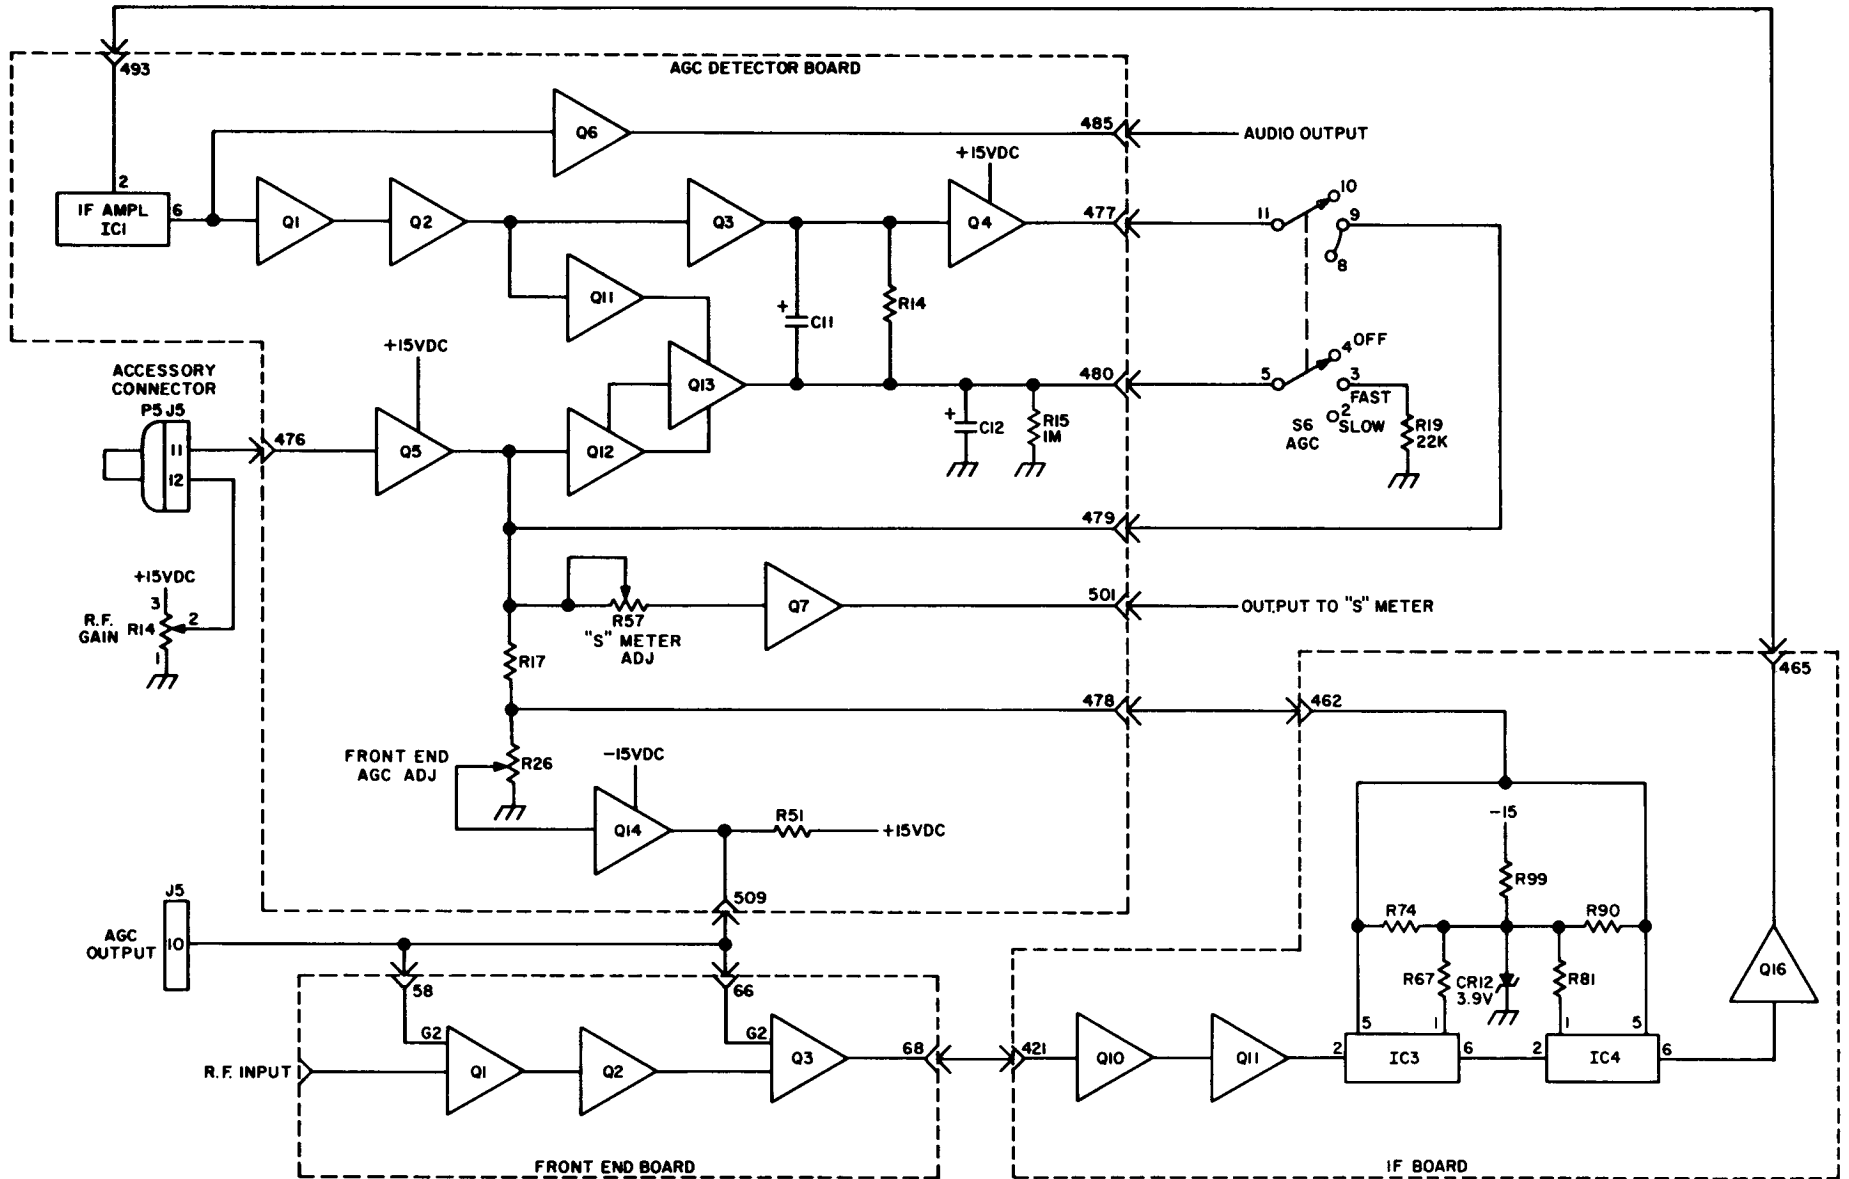 493
AGC DETECTOR BOARD
Q6
485
AUDIO OUTPUT
+15VDC
2
IF AMPL
IC1
6
Q1
Q2
Q3
Q4
477
11
10
9
8
Q11
+
C11
R14
+15VDC
ACCESSORY
CONNECTOR
P5 J5
11
12
476
Q5
Q12
Q13
480
+
C12
R15
1M
5
4 OFF
3
FAST
2
SLOW
S6
AGC
R19
22K
479
+15VDC
3
R.F.
GAIN
R14
2
1
R57
"S" METER
ADJ
Q7
501
OUTPUT TO "S" METER
R17
478
462
465
FRONT END
AGC ADJ
R26
-15VDC
Q14
R51
+15VDC
509
J5
AGC
OUTPUT
10
-15
R99
R74
R90
R67
CR12
3.9V
R81
Q16
58
66
G2
G2
R.F. INPUT
Q1
Q2
Q3
68
421
Q10
Q11
2
5
1
IC3
6
2
1
5
IC4
6
FRONT END BOARD
IF BOARD